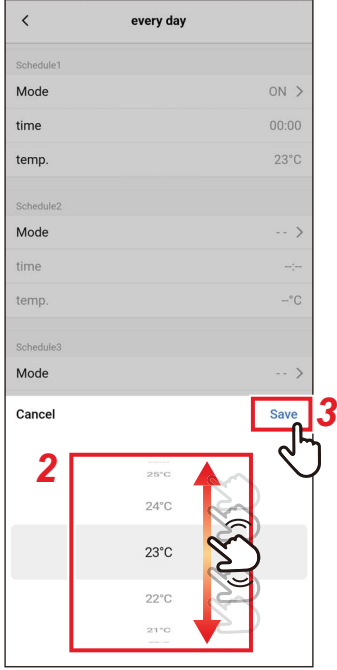 every day
Schedule1
Mode ON
time 00:00
temp. 23°C
Schedule2
Mode - -
time --:--
temp. --°C
Schedule3
Mode - -
Cancel Save 3
2
25°C
24°C
23°C
22°C
21°C